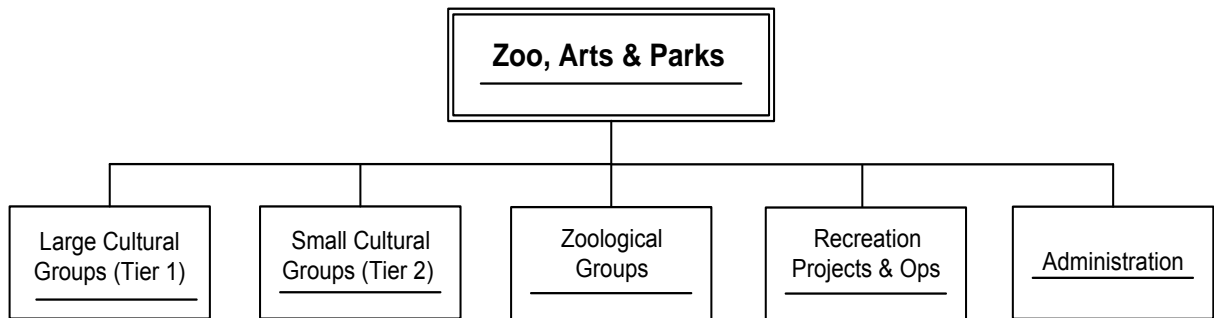 Zoo, Arts & Parks
Large Cultural
Groups (Tier 1)
Small Cultural
Groups (Tier 2)
Zoological
Groups
Recreation
Projects & Ops
Administration